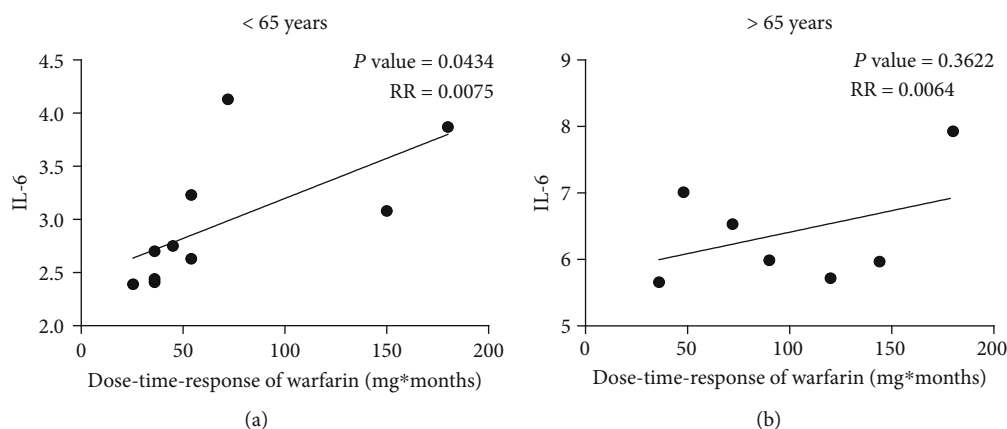 < 65 years
P value = 0.0434
RR = 0.0075
4.5
4.0
3.5
3.0
2.5
2.0
IL-6
0
50
100
150
200
Dose-time-response of warfarin (mg*months)
(a)
> 65 years
P value = 0.3622
RR = 0.0064
9
8
7
6
5
IL-6
0
50
100
150
200
Dose-time-response of warfarin (mg*months)
(b)